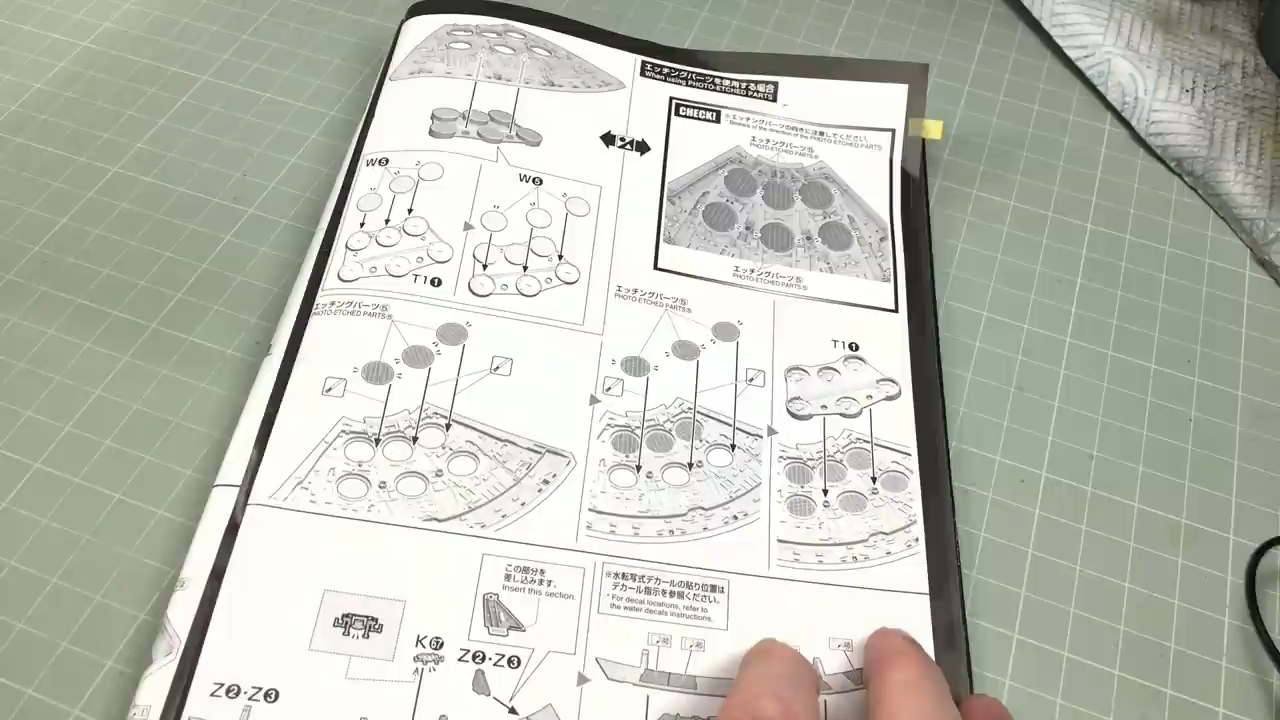 エッチングパーツを使用する場合
When using PHOTO-ETCHED PARTS
CHECK!
※エッチングパーツの向きに注意してください。
Beware of the direction of the PHOTO-ETCHED PARTS.
エッチングパーツ⑤
PHOTO-ETCHED PARTS⑤
エッチングパーツ⑤
PHOTO-ETCHED PARTS⑤
W❺
W❺
T1❶
エッチングパーツ⑤
PHOTO-ETCHED PARTS⑤
エッチングパーツ⑤
PHOTO-ETCHED PARTS⑤
T1❶
この部分を
差し込みます。
Insert this section.
※水転写式デカールの貼り位置は
デカール指示を参照ください。
* For decal locations, refer to
the water decals instructions.
K㊿+⓱
Z❷・Z❸
Z❷・Z❸